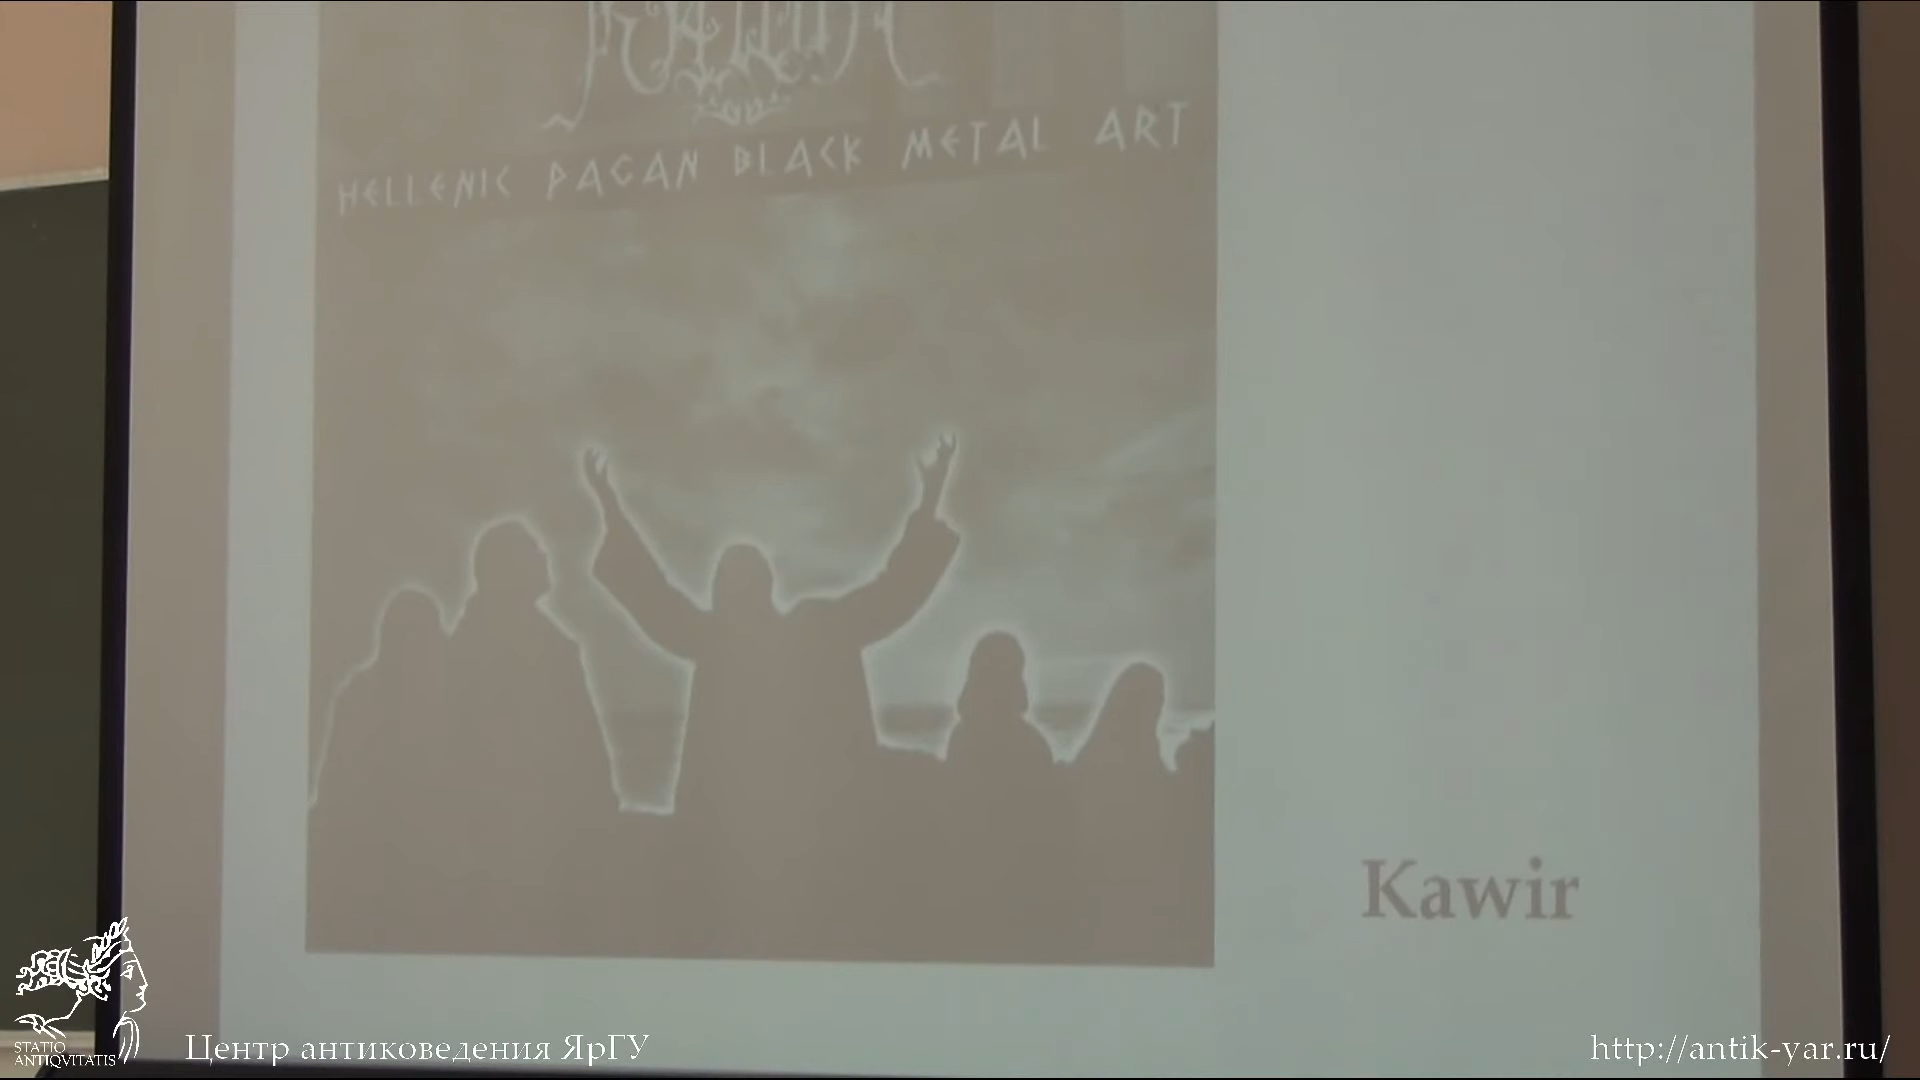 HELLENIC PAGAN BLACK METAL ART
Kawir
STATIO
ANTIQVITATIS
Центр антиковедения ЯрГУ
http://antik-yar.ru/